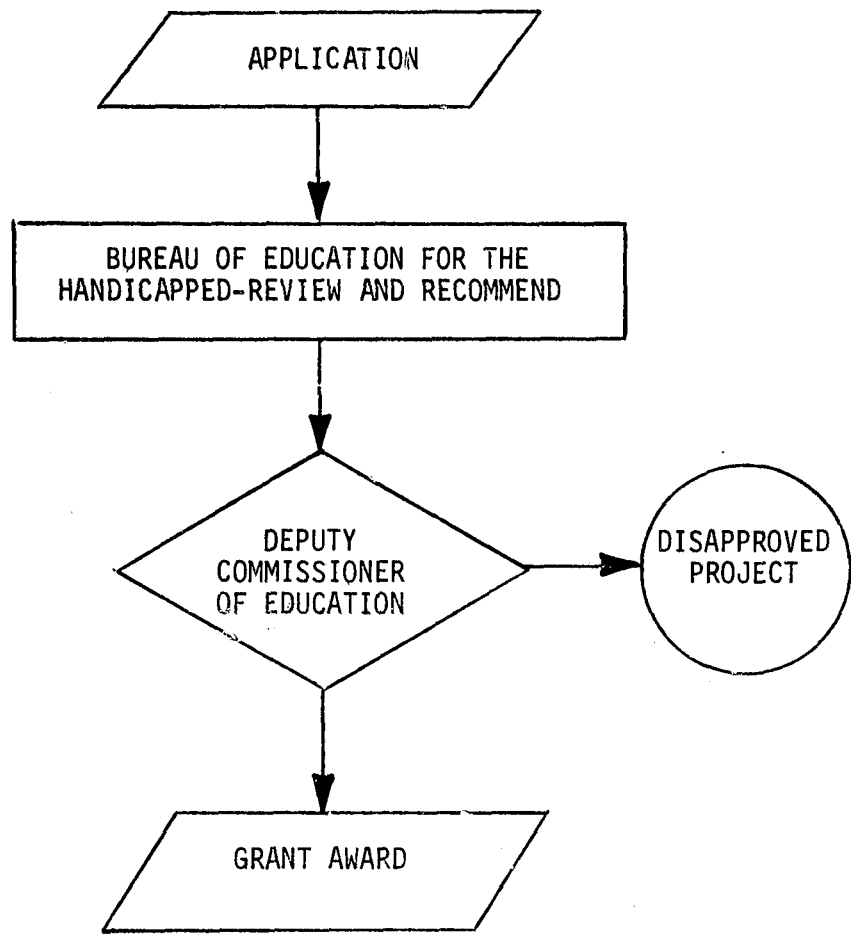 APPLICATION
BUREAU OF EDUCATION FOR THE
HANDICAPPED-REVIEW AND RECOMMEND
DEPUTY
COMMISSIONER
OF EDUCATION
DISAPPROVED
PROJECT
GRANT AWARD